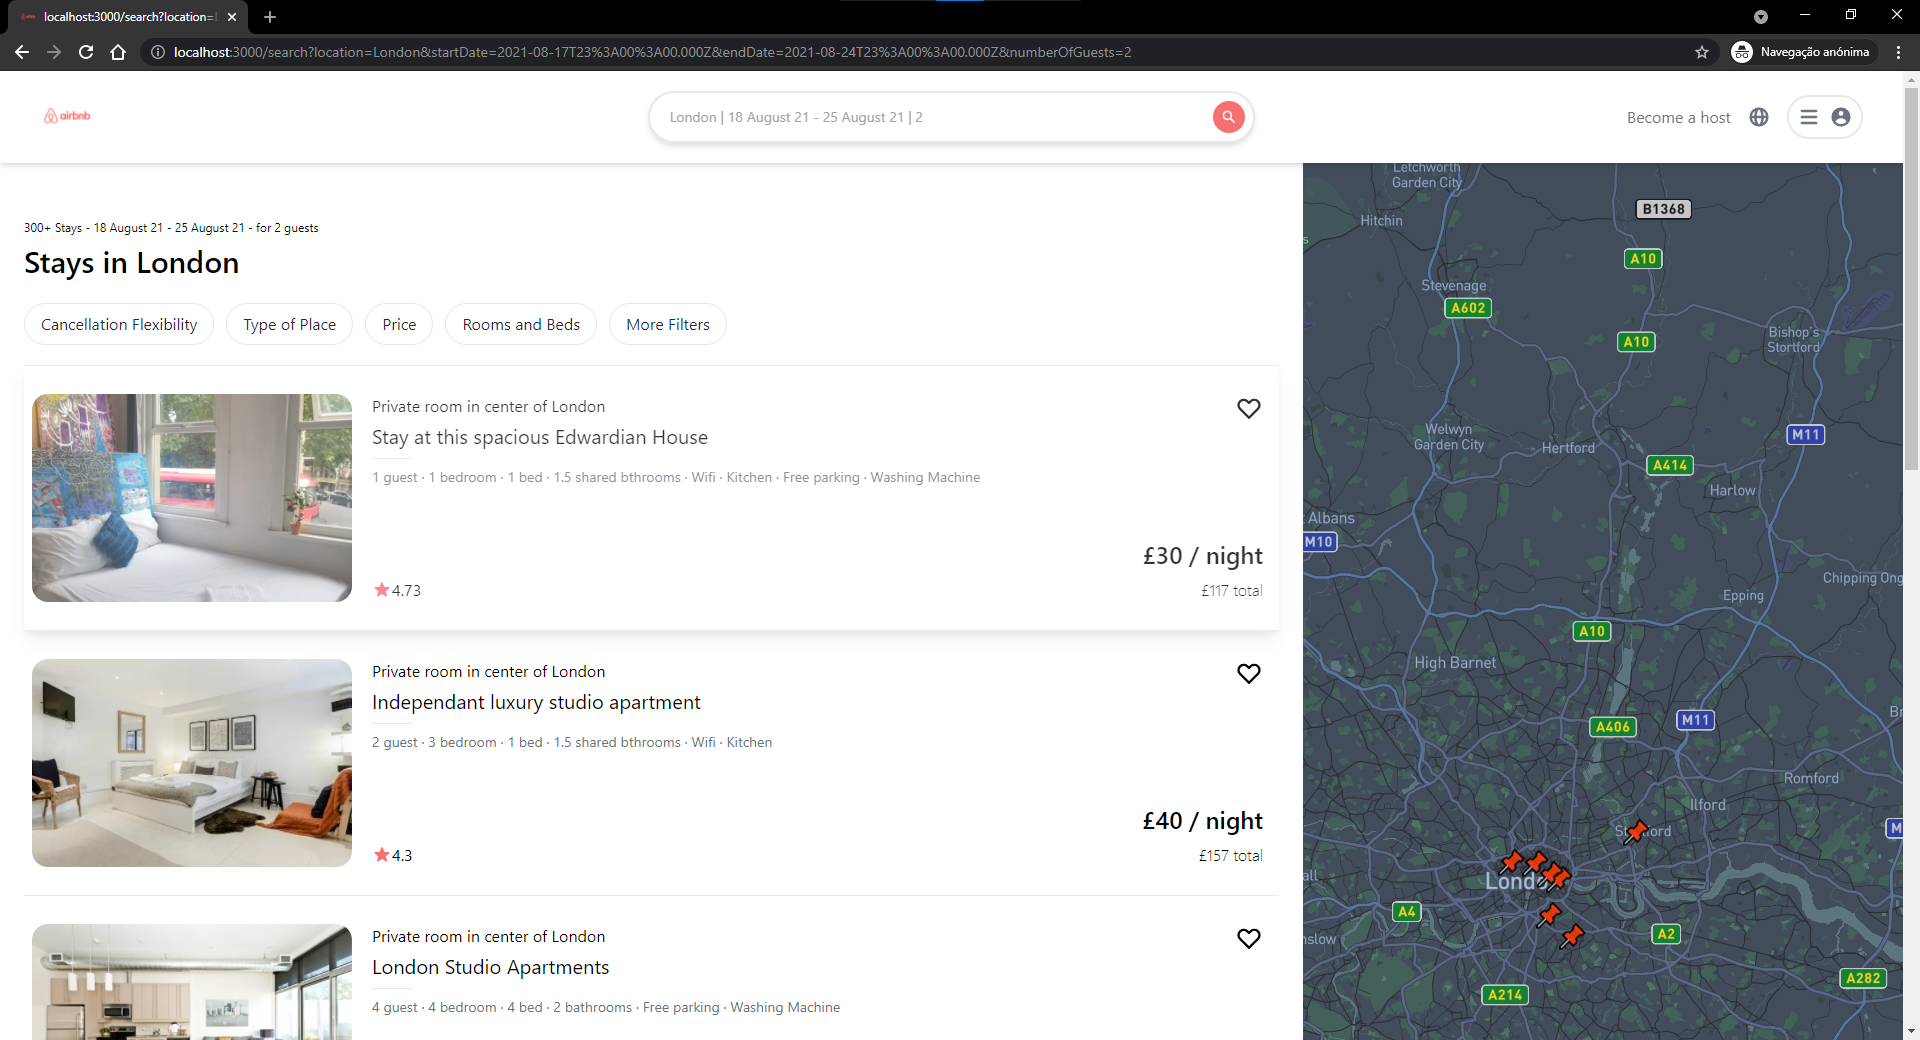 localhost:3000/search?location=L
localhost:3000/search?location=London&startDate=2021-08-17T23%3A00%3A00.000Z&endDate=2021-08-24T23%3A00%3A00.000Z&numberOfGuests=2
Navegação anónima
airbnb
London | 18 August 21 - 25 August 21 | 2
Become a host
300+ Stays - 18 August 21 - 25 August 21 - for 2 guests
Stays in London
Cancellation Flexibility
Type of Place
Price
Rooms and Beds
More Filters
Private room in center of London
Stay at this spacious Edwardian House
1 guest · 1 bedroom · 1 bed · 1.5 shared bthrooms · Wifi · Kitchen · Free parking · Washing Machine
£30 / night
4.73
£117 total
Private room in center of London
Independant luxury studio apartment
2 guest · 3 bedroom · 1 bed · 1.5 shared bthrooms · Wifi · Kitchen
£40 / night
4.3
£157 total
Private room in center of London
London Studio Apartments
4 guest · 4 bedroom · 4 bed · 2 bathrooms · Free parking · Washing Machine
Letchworth
Garden City
B1368
Hitchin
A10
Stevenage
A602
A10
Bishop's
Stortford
Welwyn
Garden City
Hertford
M11
A414
Harlow
Albans
M10
Chipping Ong
Epping
A10
High Barnet
M11
A406
Romford
Ilford
A4
A2
A282
A214